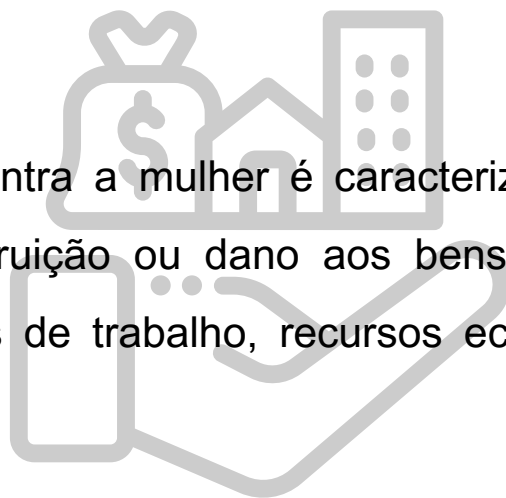 ntra a mulher é caracteriz
ruição ou dano aos bens
s de trabalho, recursos ec